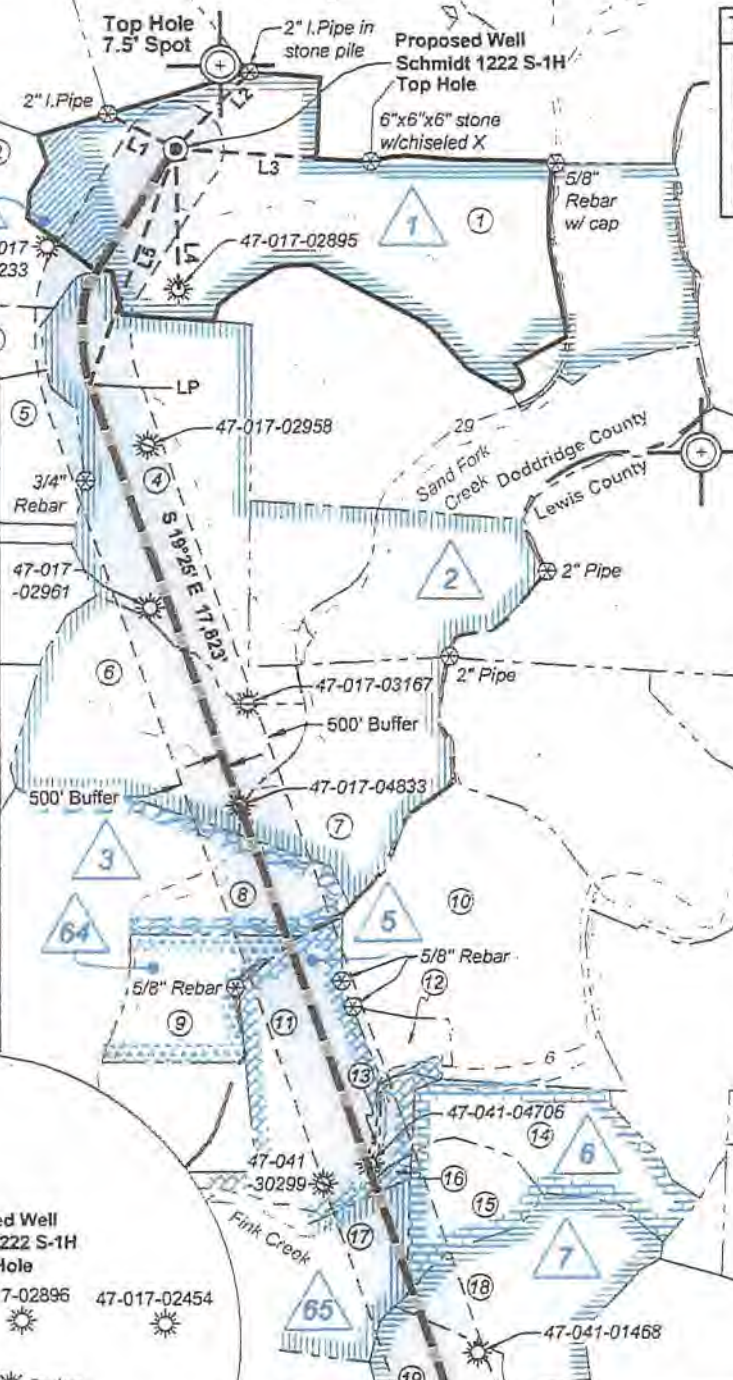 Top Hole
7.5' Spot
2" I.Pipe in
stone pile
Proposed Well
Schmidt 1222 S-1H
Top Hole
2" I.Pipe
L2
6"x6"x6" stone
w/chiseled X
L1
L3
5/8"
Rebar
w/ cap
1
1
L5
L4
47-017-02895
017
233
LP
5
47-017-02958
29
Sand Fork
Creek
Doddridge County
Lewis County
4
3/4"
Rebar
S 19°25' E 17,823'
2
2" Pipe
47-017
-02961
6
2" Pipe
47-017-03167
500' Buffer
47-017-04833
500' Buffer
7
3
8
10
64
5
5/8" Rebar
5/8" Rebar
12
9
11
6
13
47-041-04706
14
6
47-041
-30299
16
15
Fink Creek
17
7
18
65
47-041-01468
19
ed Well
222 S-1H
Hole
7-02896
47-017-02454